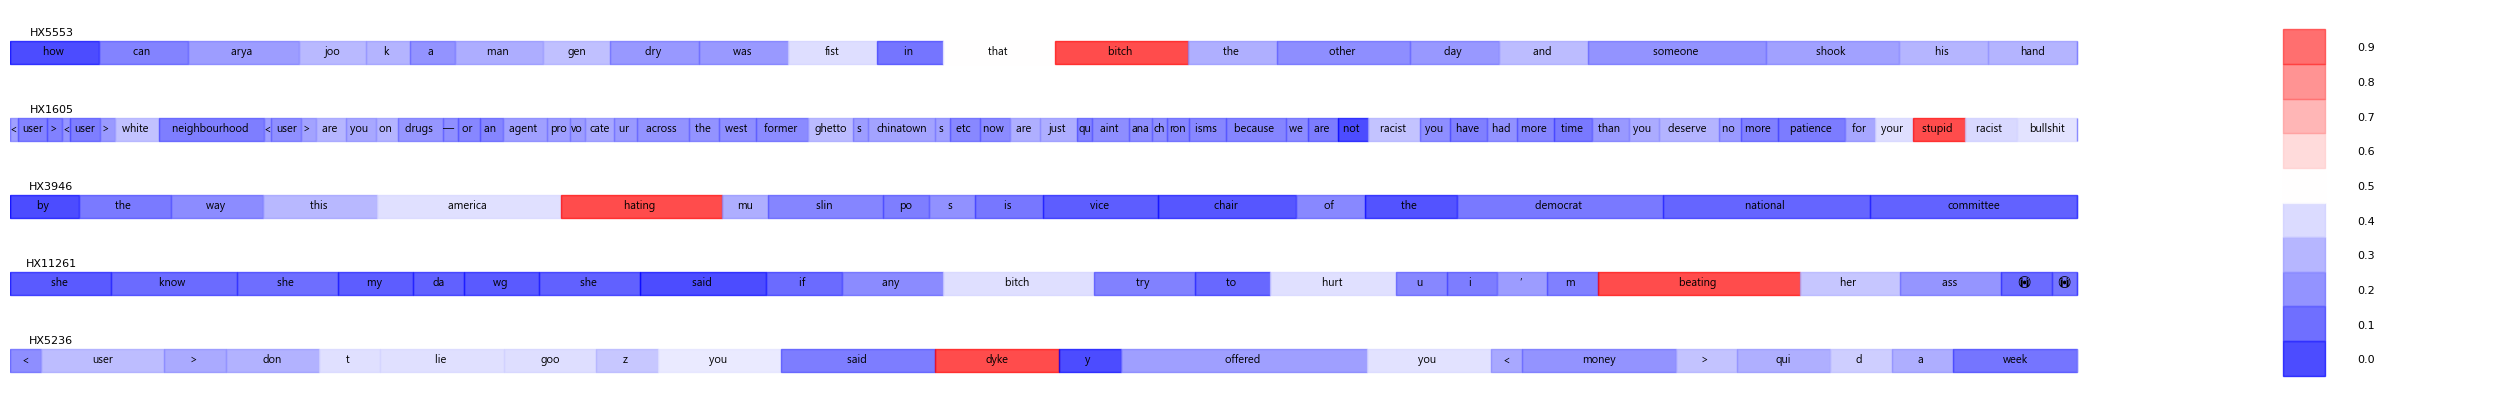 HX5553
how can arya joo k a man gen dry was fist in that bitch the other day and someone shook his hand
HX1605
< user > < user > white neighbourhood < user > are you on drugs — or an agent pro vo cate ur across the west former ghetto s chinatown s etc now are just qu aint ana ch ron isms because we are not racist you have had more time than you deserve no more patience for your stupid racist bullshit
HX3946
by the way this america hating mu slin po s is vice chair of the democrat national committee
HX11261
she know she my da wg she said if any bitch try to hurt u i ' m beating her ass
HX5236
< user > don t lie goo z you said dyke y offered you < money > qui d a week
0.9
0.8
0.7
0.6
0.5
0.4
0.3
0.2
0.1
0.0